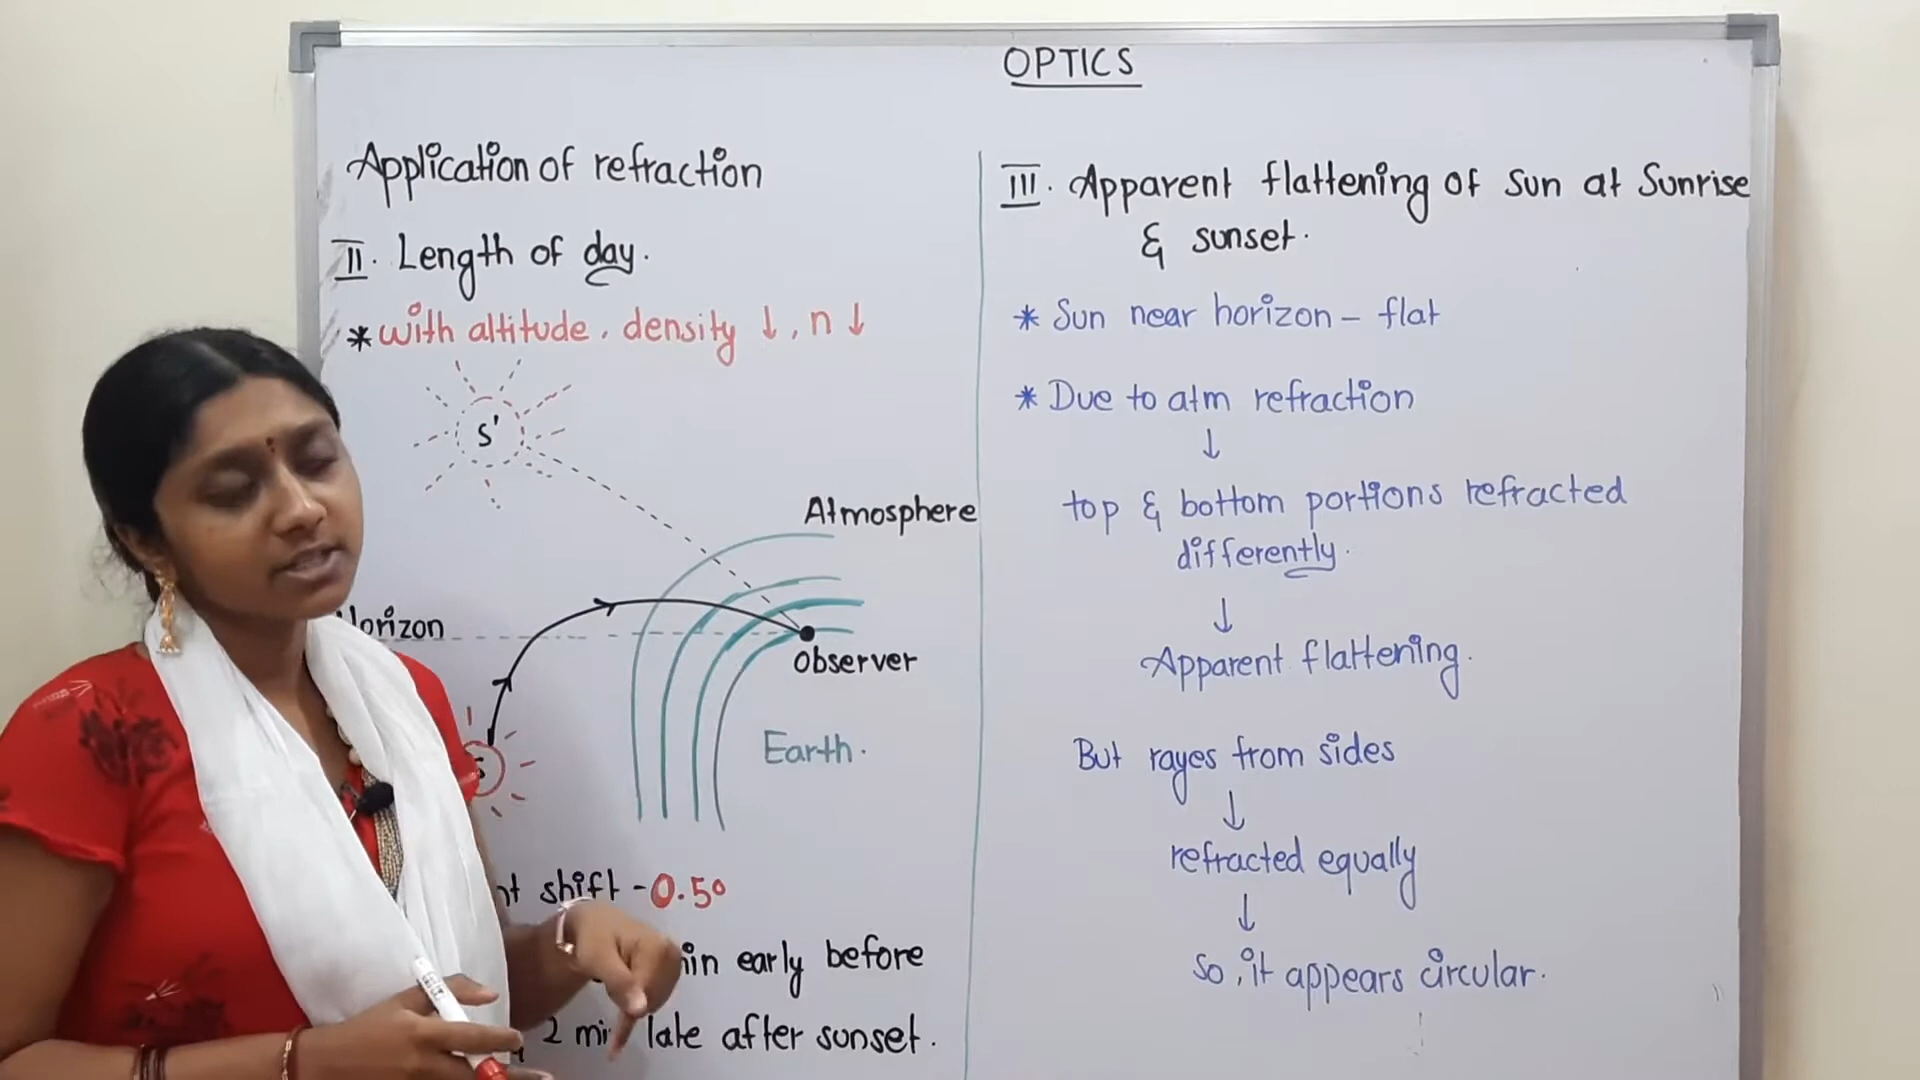 OPTICS
Application of refraction
II. Length of day.
* with altitude, density ↓, n ↓
S'
Atmosphere
Horizon
Observer
S
Earth.
shift - 0.5°
early before
2 late after sunset.
III. Apparent flattening of Sun at Sunrise
& sunset.
* Sun near horizon - flat
* Due to atm refraction
↓
top & bottom portions refracted
differently.
↓
Apparent flattening.
But rayes from sides
↓
refracted equally
↓
So, it appears circular.